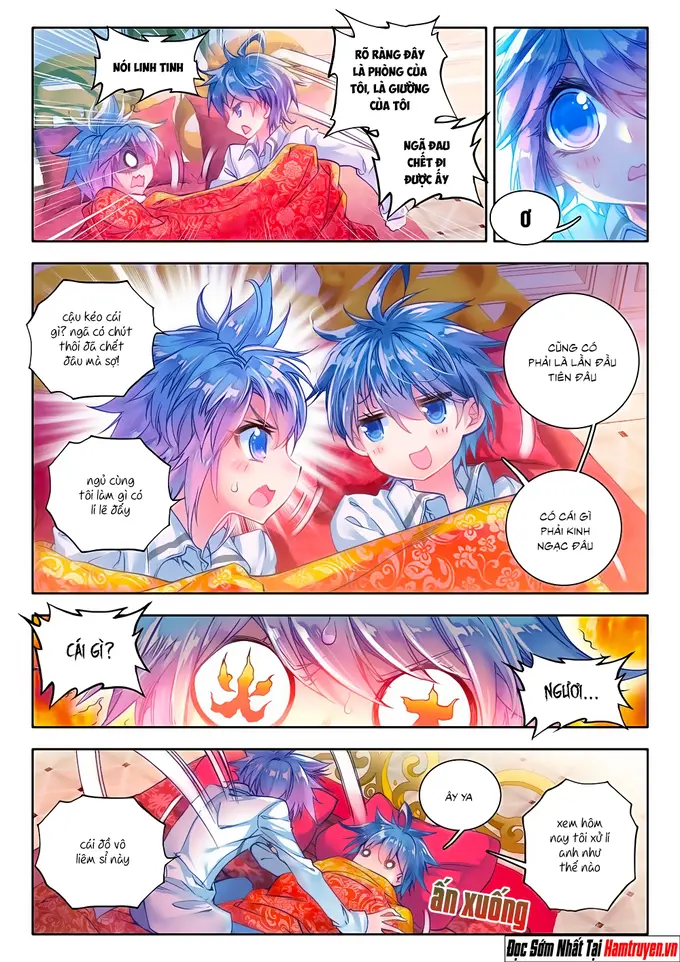 NÓI LINH TINH
RÕ RÀNG ĐÂY
LÀ PHÒNG CỦA
TÔI, LÀ GIƯỜNG
CỦA TÔI
NGÃ ĐAU
CHẾT ĐI
ĐƯỢC ẤY
Ơ
cậu kéo cái
gì? ngã có chút
thôi đã chết
đâu mà sợ!
ngủ cùng
tôi làm gì có
lí lẽ đấy
CŨNG CÓ
PHẢI LÀ LẦN ĐẦU
TIÊN ĐÂU
CÓ CÁI GÌ
PHẢI KINH
NGẠC ĐÂU
CÁI GÌ?
火
NGƯƠI...
cái đồ vô
liêm sỉ này
ÂY YA
xem hôm
nay tôi xử lí
anh như
thế nào
ấn xuống
Đọc Sớm Nhất Tại Hamtruyen.vn